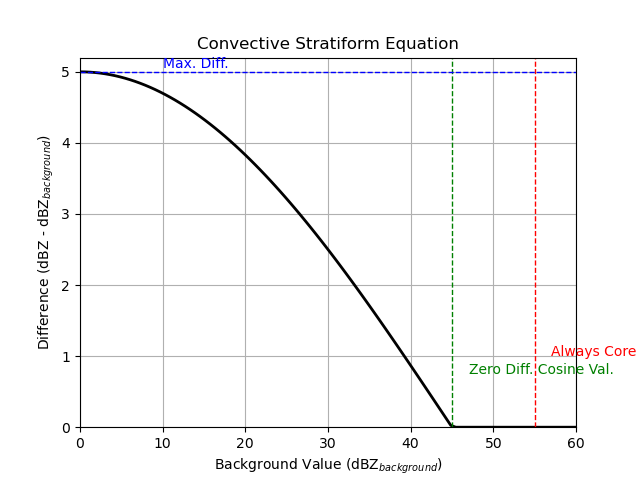 Convective Stratiform Equation
Max. Diff.
5
4
3
2
1
0
Difference (dBZ - dBZbackground)
Always Core
Zero Diff. Cosine Val.
0 10 20 30 40 50 60
Background Value (dBZbackground)